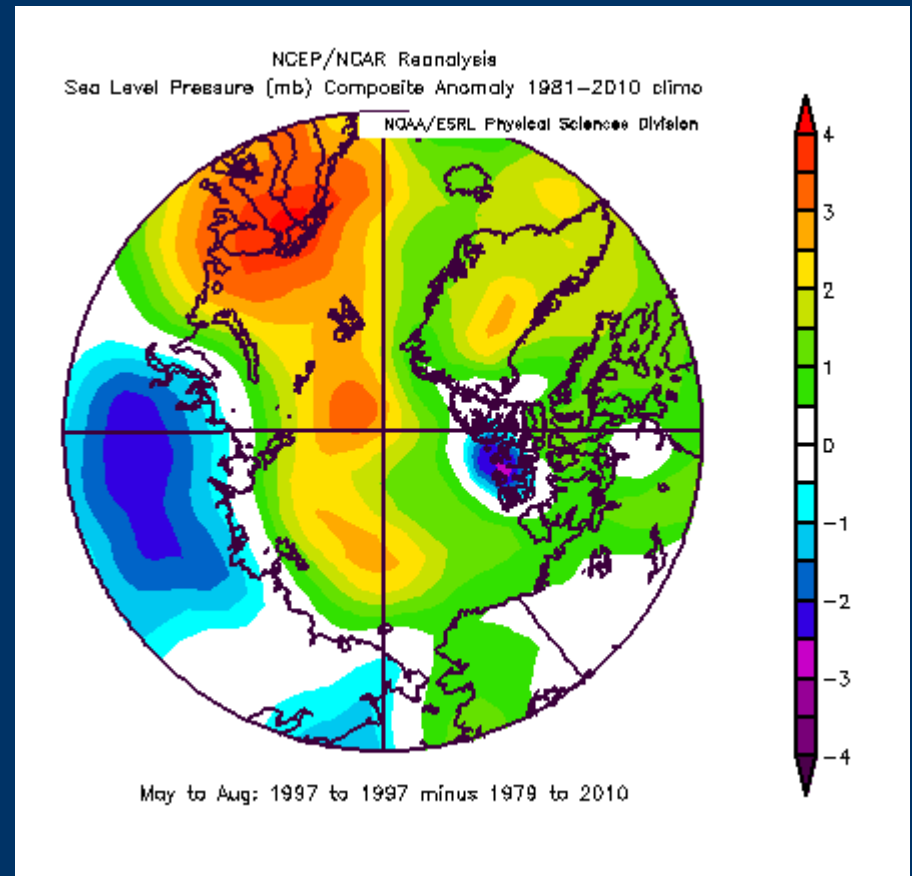 NCEP/NCAR Reanalysis
Sea Level Pressure (mb) Composite Anomaly 1981-2010 climo
NOAA/ESRL Physical Sciences Division
4
3
2
1
0
-1
-2
-3
-4
May to Aug: 1997 to 1997 minus 1979 to 2010